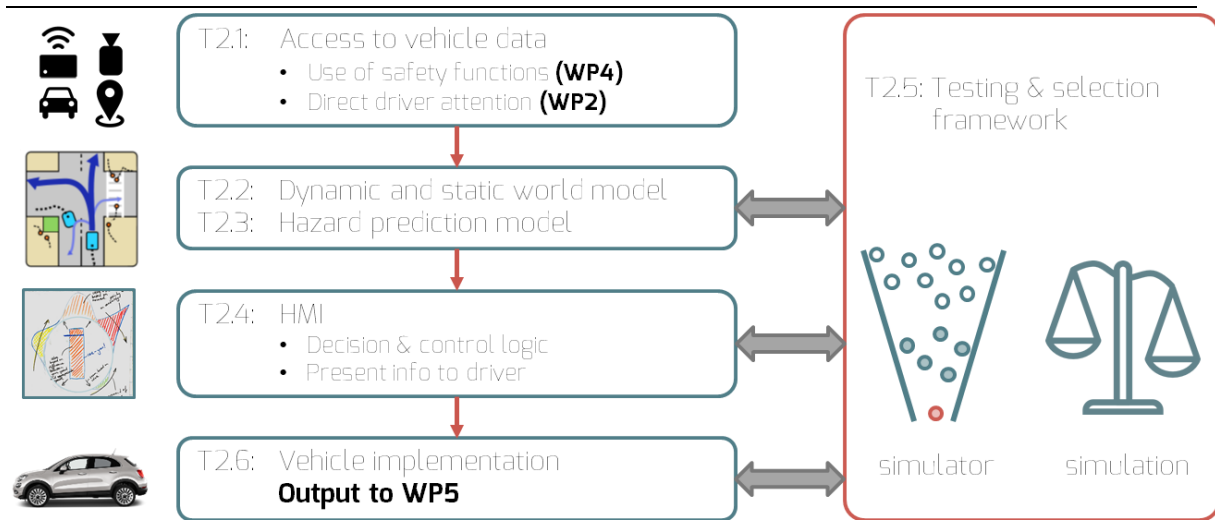 T2.1: Access to vehicle data
• Use of safety functions (WP4)
• Direct driver attention (WP2)
T2.2: Dynamic and static world model
T2.3: Hazard prediction model
T2.4: HMI
• Decision & control logic
• Present info to driver
T2.6: Vehicle implementation
Output to WP5
T2.5: Testing & selection
framework
simulator
simulation